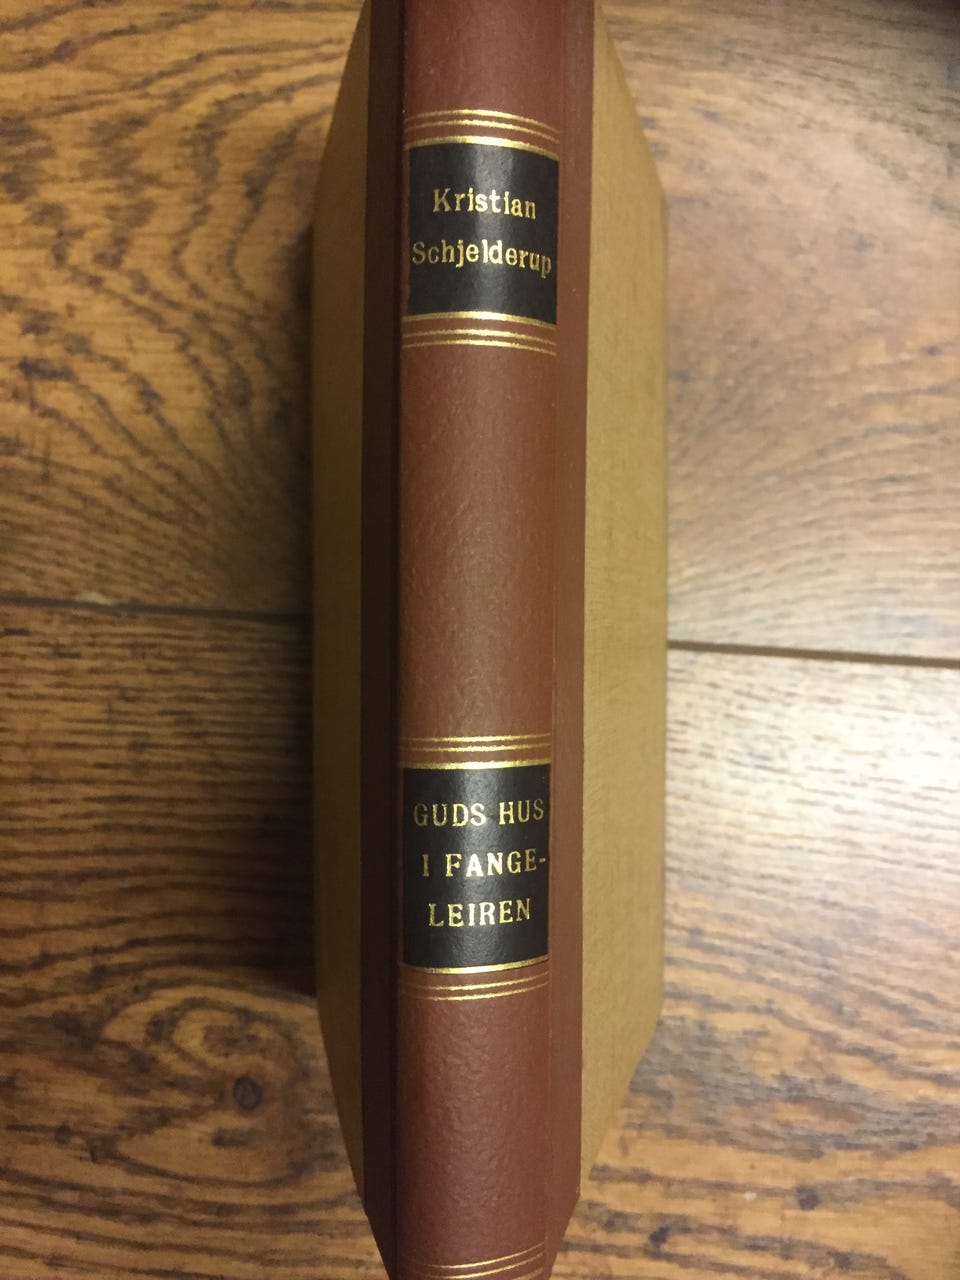 Kristian
Schjelderup
GUDS HUS
I FANGE-
LEIREN